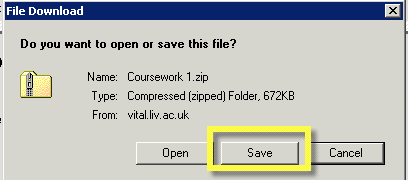 File Download
Do you want to open or save this file?
Name: Coursework 1.zip
Type: Compressed (zipped) Folder, 672KB
From: vital.liv.ac.uk
Open Save Cancel